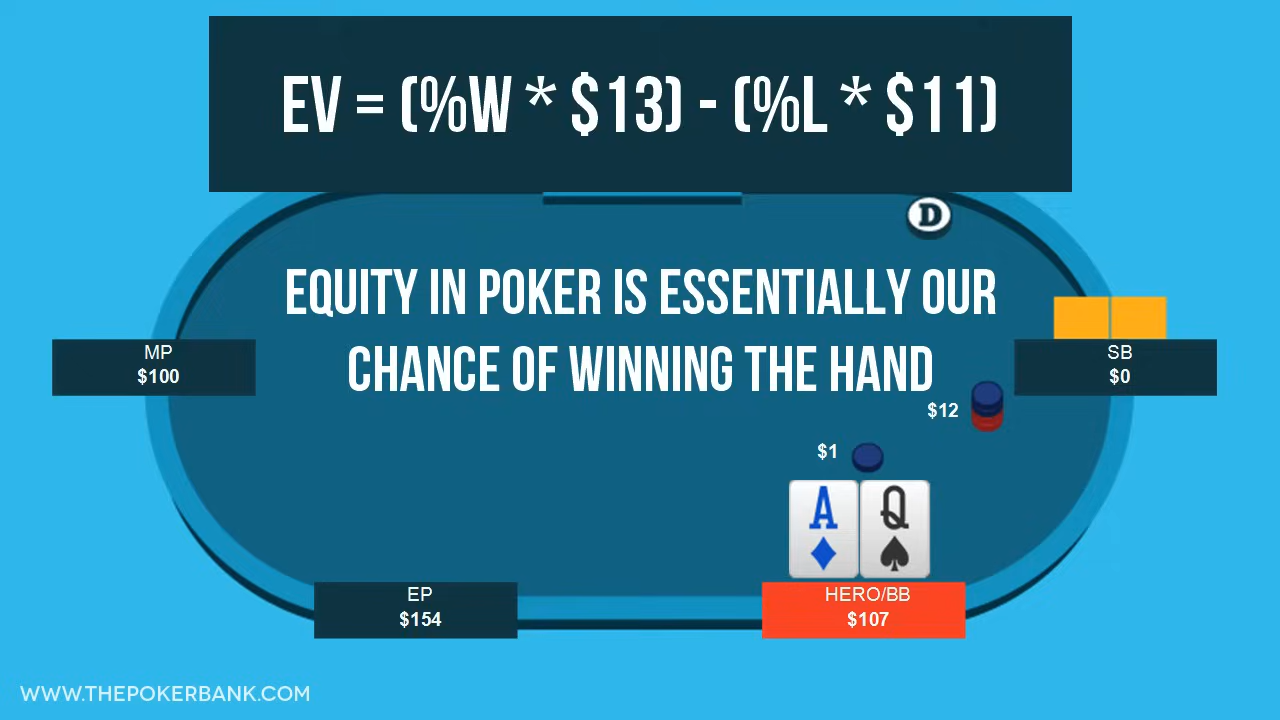 EV = (%W * $13) - (%L * $11)
D
EQUITY IN POKER IS ESSENTIALLY OUR
CHANCE OF WINNING THE HAND
MP
$100
SB
$0
$12
$1
A
Q
EP
$154
HERO/BB
$107
WWW.THEPOKERBANK.COM